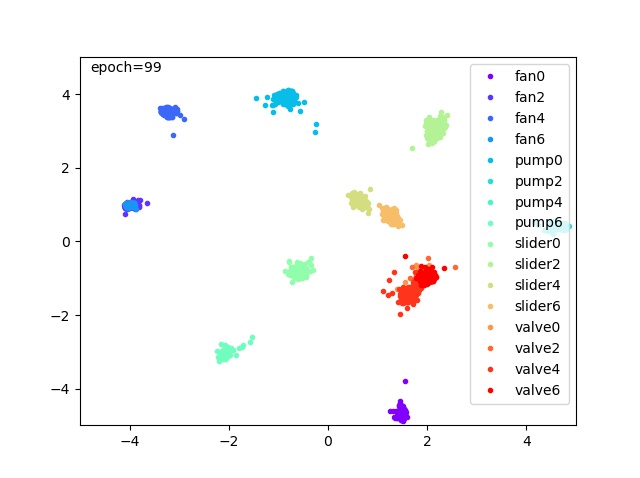 epoch=99
fan0
fan2
fan4
fan6
pump0
pump2
pump4
pump6
slider0
slider2
slider4
slider6
valve0
valve2
valve4
valve6
4
2
0
−2
−4
−4
−2
0
2
4